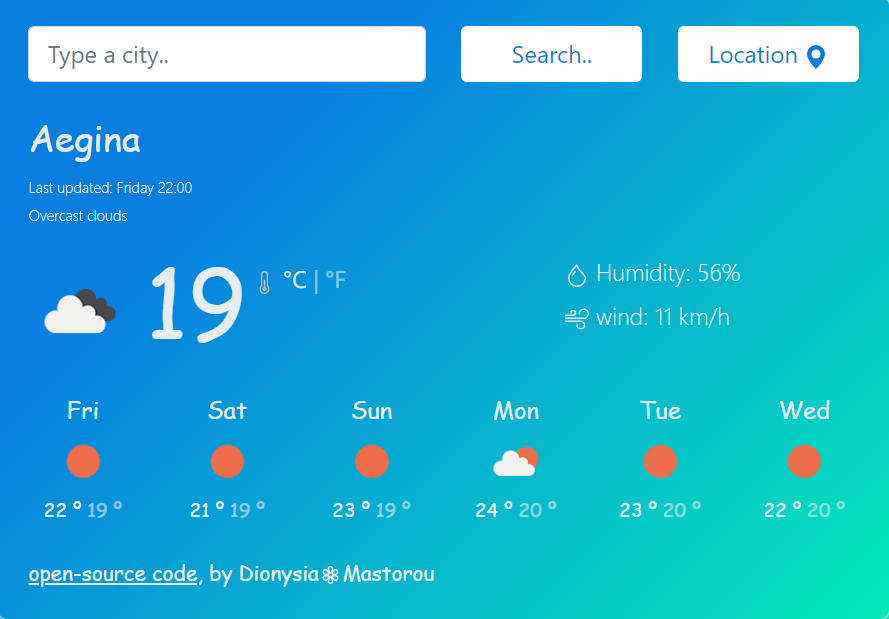 Type a city..
Search..
Location
Aegina
Last updated: Friday 22:00
Overcast clouds
19 °C | °F
Humidity: 56%
wind: 11 km/h
Fri Sat Sun Mon Tue Wed
22 ° 19 ° 21 ° 19 ° 23 ° 19 ° 24 ° 20 ° 23 ° 20 ° 22 ° 20 °
open-source code, by Dionysia Mastorou